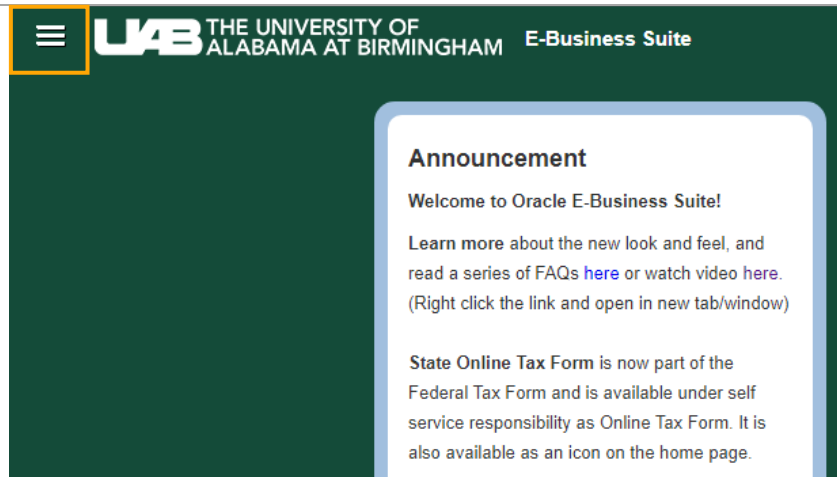 UAB THE UNIVERSITY OF
ALABAMA AT BIRMINGHAM E-Business Suite
Announcement
Welcome to Oracle E-Business Suite!
Learn more about the new look and feel, and
read a series of FAQs here or watch video here.
(Right click the link and open in new tab/window)
State Online Tax Form is now part of the
Federal Tax Form and is available under self
service responsibility as Online Tax Form. It is
also available as an icon on the home page.